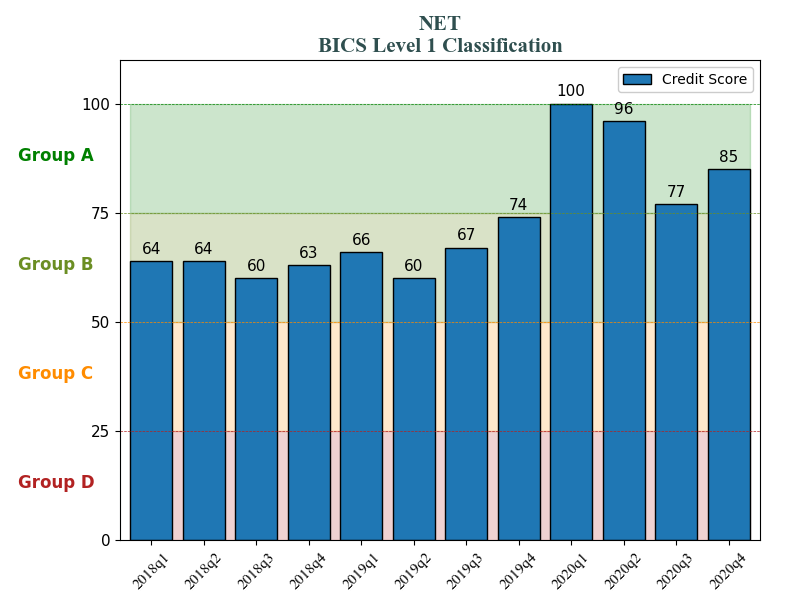 NET
BICS Level 1 Classification
Credit Score
100
Group A
75
Group B
50
Group C
25
Group D
0
64
64
60
63
66
60
67
74
100
96
77
85
2018q1
2018q2
2018q3
2018q4
2019q1
2019q2
2019q3
2019q4
2020q1
2020q2
2020q3
2020q4